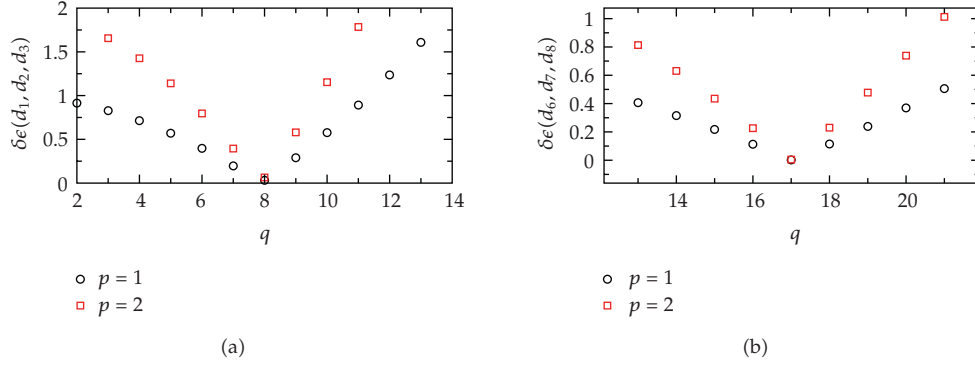 δϵ(d₁, d₂, d₃)
2
1.5
1
0.5
0
2 4 6 8 10 12 14
q
p = 1
p = 2
(a)
δϵ(d₆, d₇, d₈)
1
0.8
0.6
0.4
0.2
0
14 16 18 20
q
p = 1
p = 2
(b)